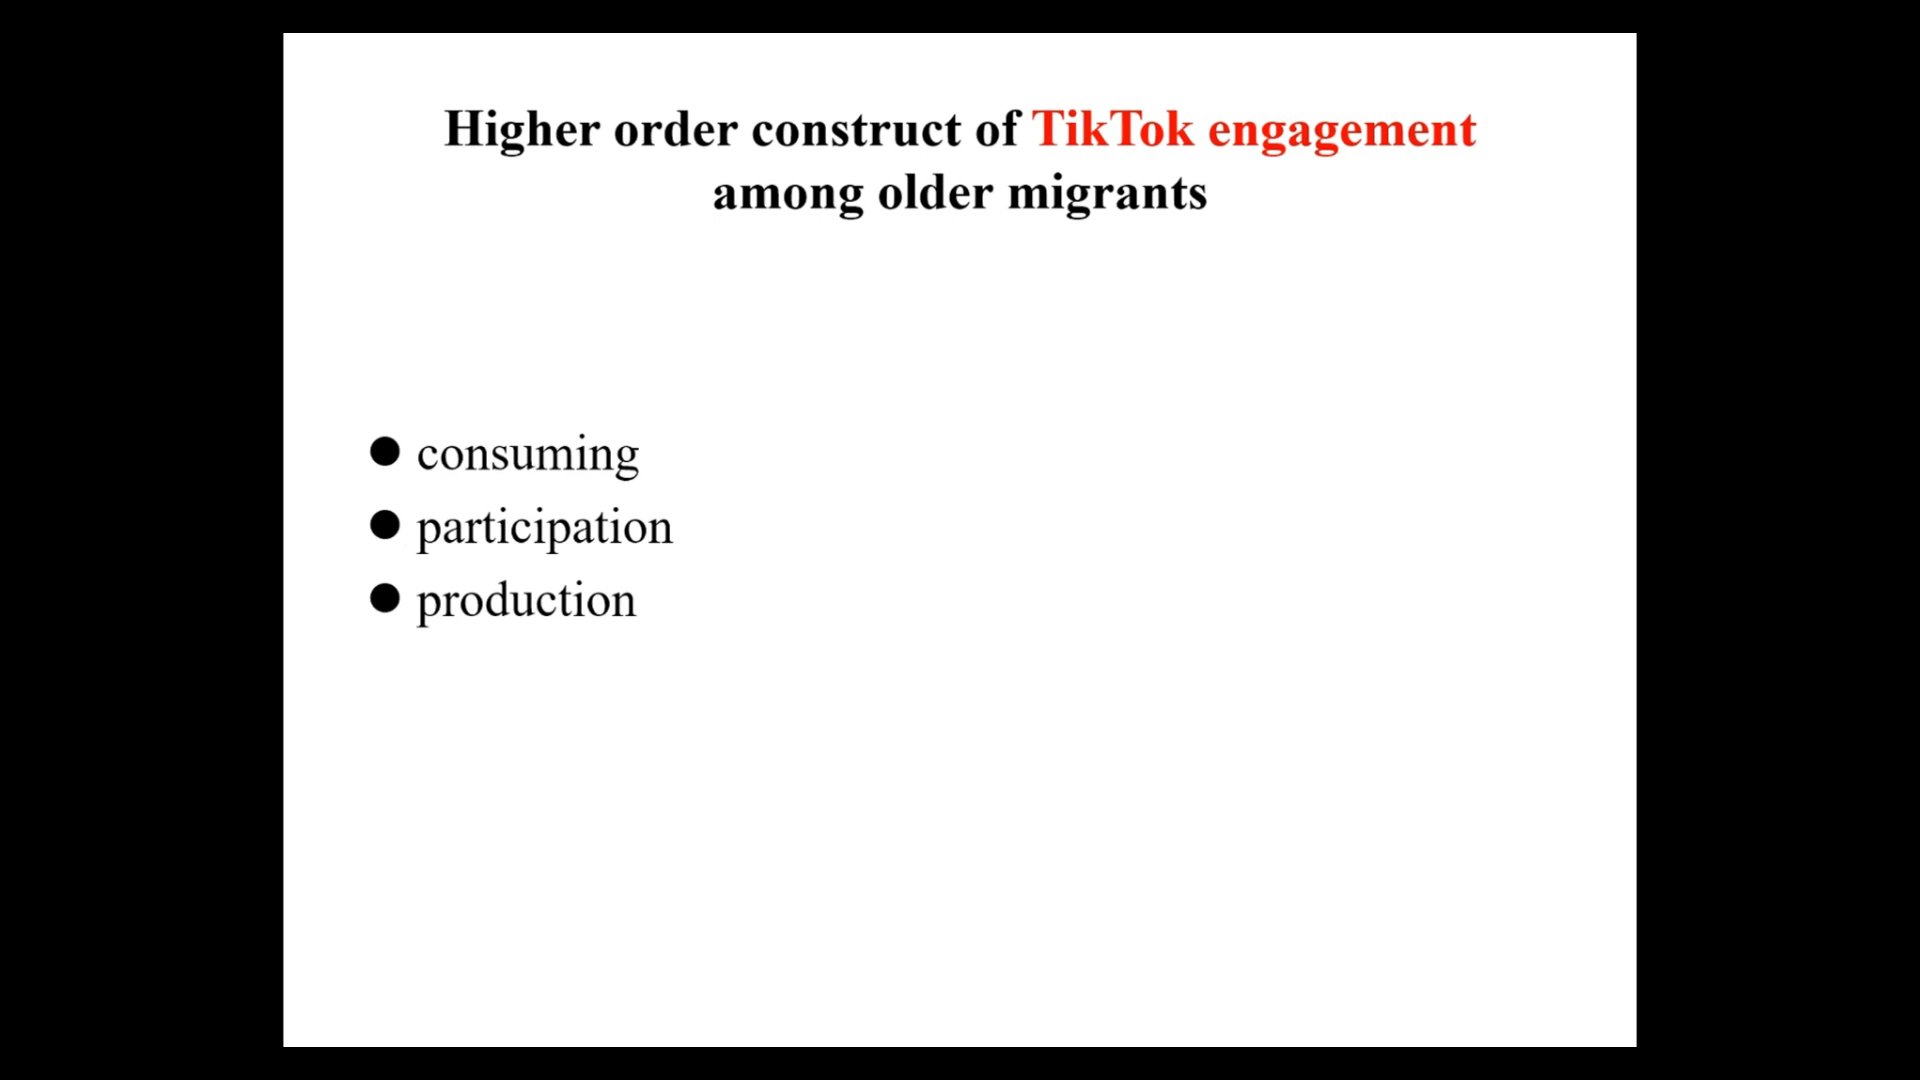 Higher order construct of TikTok engagement
among older migrants
● consuming
● participation
● production